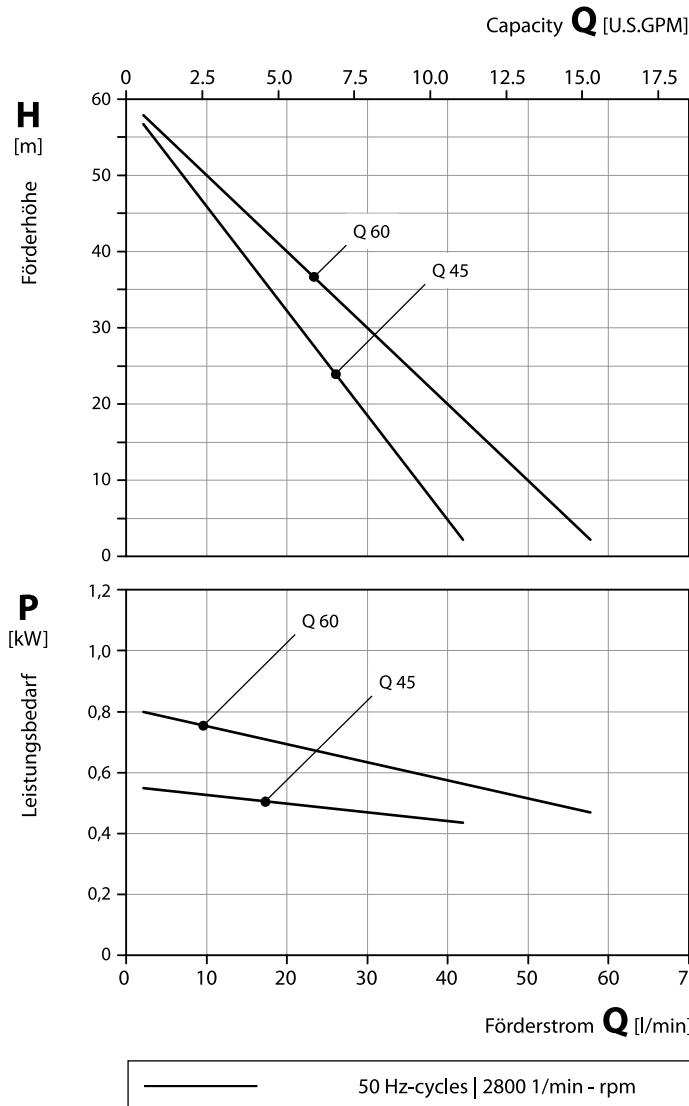 Capacity Q [U.S.GPM]
0 2.5 5.0 7.5 10.0 12.5 15.0 17.5
H
[m]
Förderhöhe
60
50
40
30
20
10
0
Q 60
Q 45
P
[kW]
Leistungsbedarf
1,2
1,0
0,8
0,6
0,4
0,2
0
Q 60
Q 45
0 10 20 30 40 50 60 7
Förderstrom Q [l/min]
50 Hz-cycles | 2800 1/min - rpm